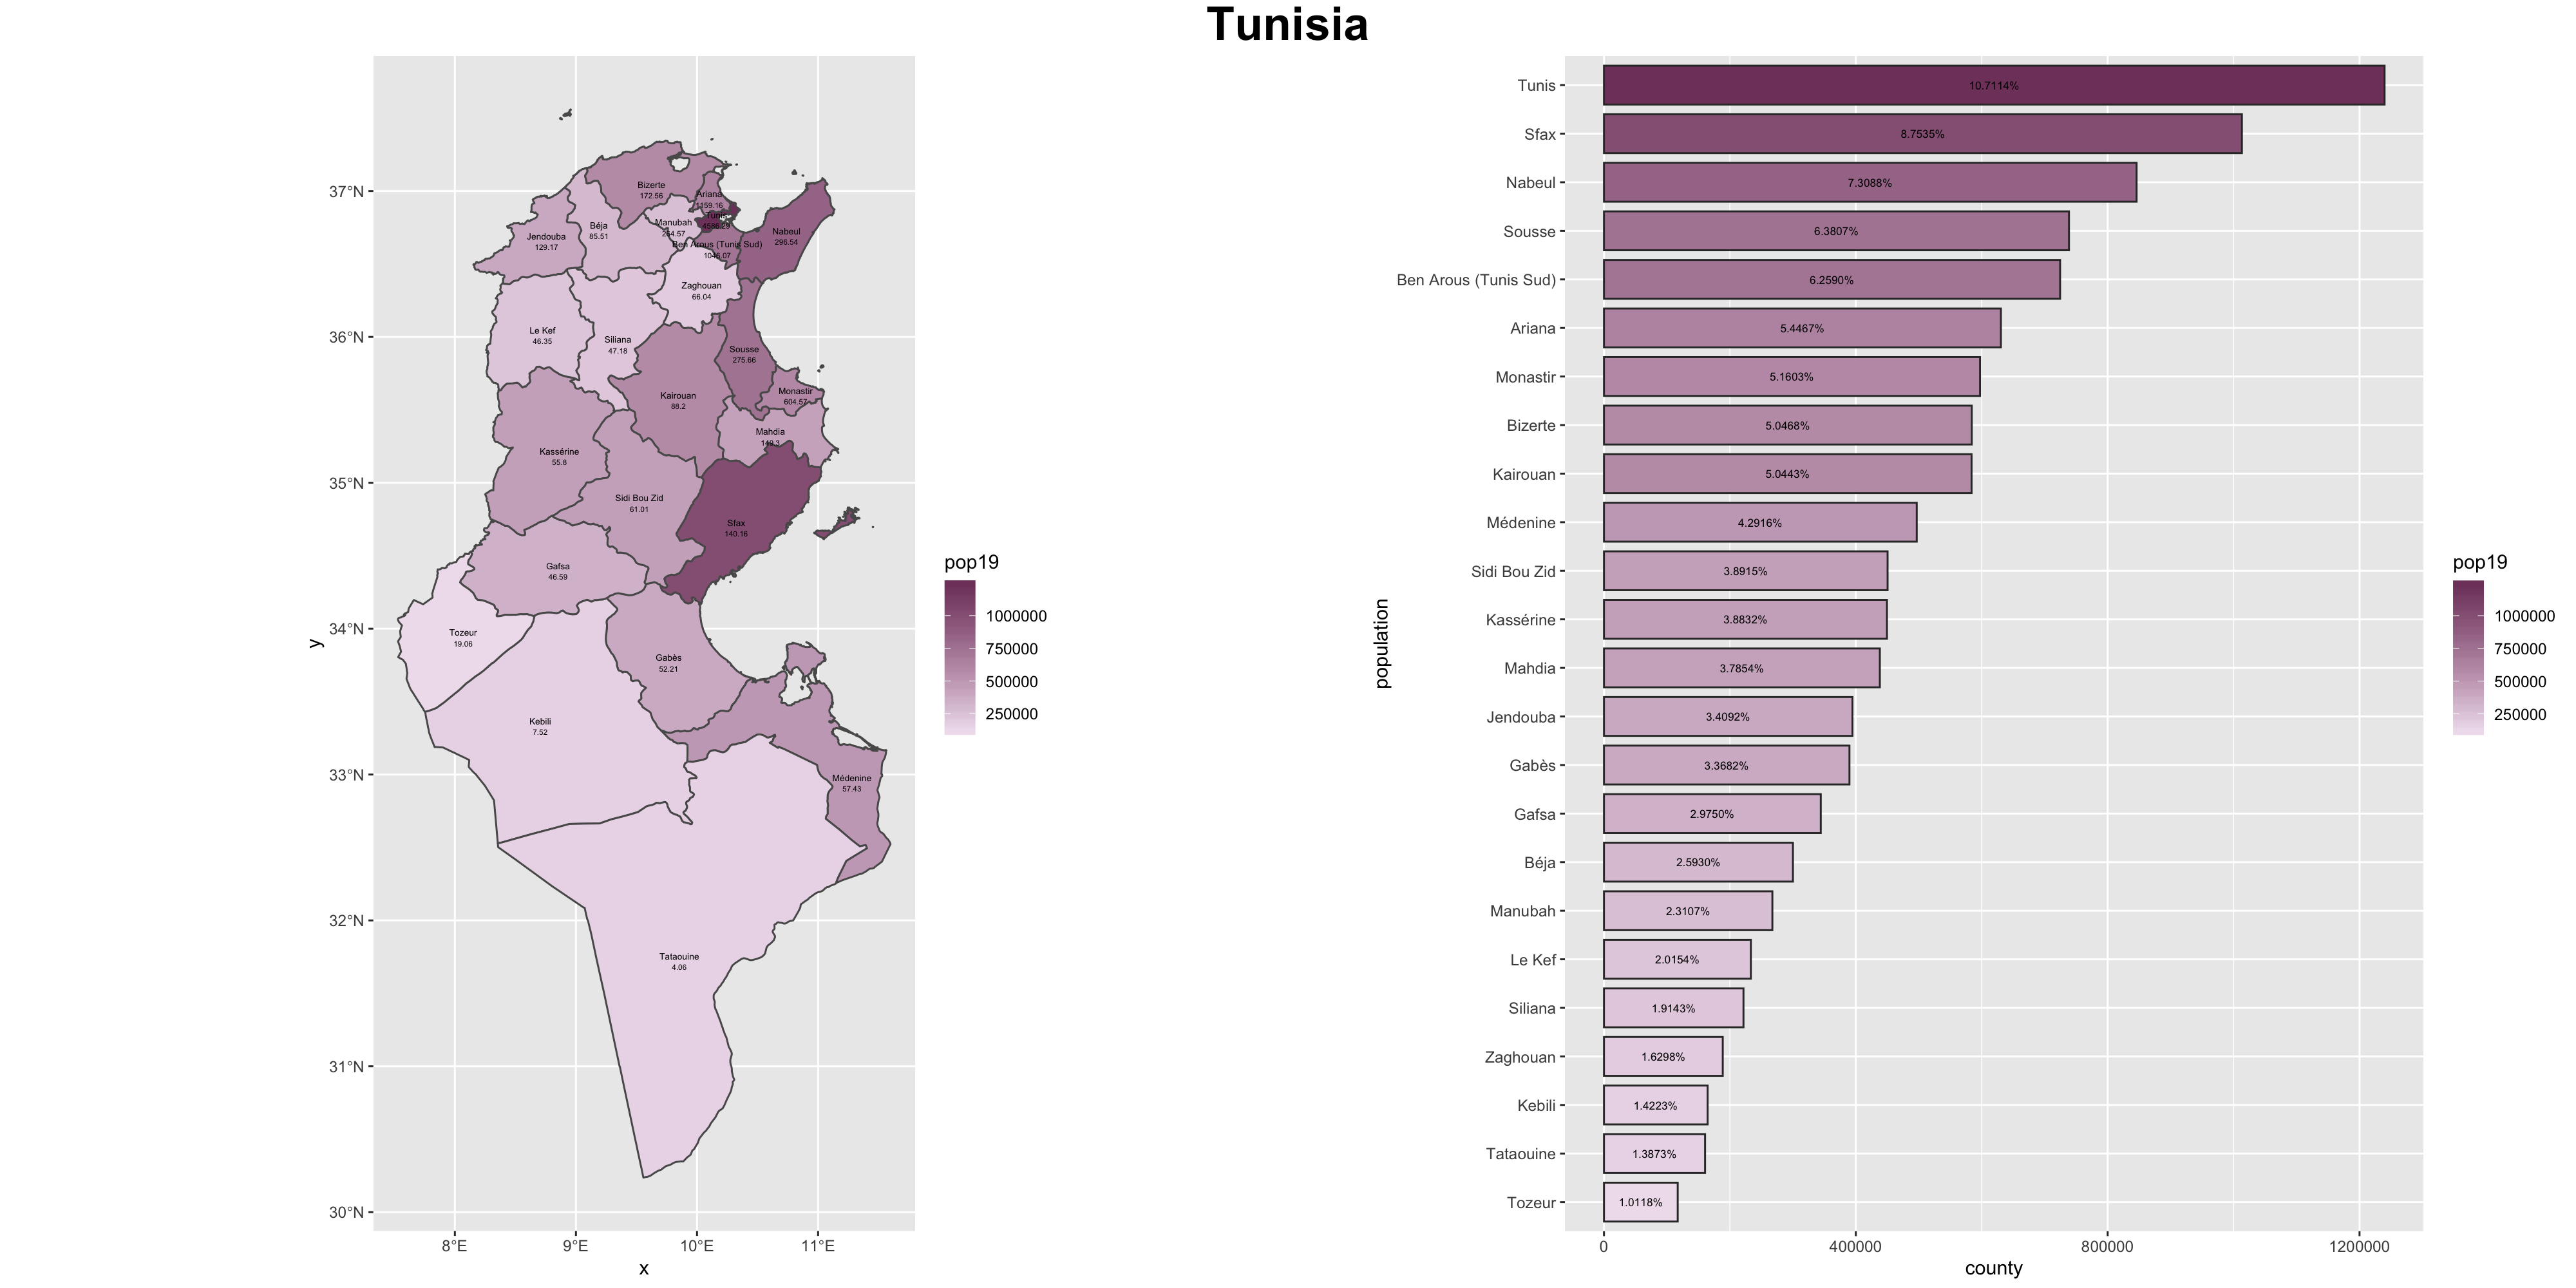 Tunisia
37°N
36°N
35°N
34°N
33°N
32°N
31°N
30°N
y
8°E
9°E
10°E
11°E
x
Bizerte
172.56
Ariana
1159.16
Tunis
Manubah
264.57
Ben Arous (Tunis Sud)
1046.07
Nabeul
296.54
Béja
85.51
Jendouba
129.17
Zaghouan
66.04
Le Kef
46.35
Siliana
47.18
Sousse
275.66
Monastir
604.57
Kairouan
88.2
Mahdia
149.3
Kassérine
55.8
Sidi Bou Zid
61.01
Sfax
140.16
Gafsa
46.59
Tozeur
19.06
Gabès
52.21
Kebili
7.52
Médenine
57.43
Tataouine
4.06
pop19
1000000
750000
500000
250000
population
Tunis 10.7114%
Sfax 8.7535%
Nabeul 7.3088%
Sousse 6.3807%
Ben Arous (Tunis Sud) 6.2590%
Ariana 5.4467%
Monastir 5.1603%
Bizerte 5.0468%
Kairouan 5.0443%
Médenine 4.2916%
Sidi Bou Zid 3.8915%
Kassérine 3.8832%
Mahdia 3.7854%
Jendouba 3.4092%
Gabès 3.3682%
Gafsa 2.9750%
Béja 2.5930%
Manubah 2.3107%
Le Kef 2.0154%
Siliana 1.9143%
Zaghouan 1.6298%
Kebili 1.4223%
Tataouine 1.3873%
Tozeur 1.0118%
0 400000 800000 1200000
county
pop19
1000000
750000
500000
250000